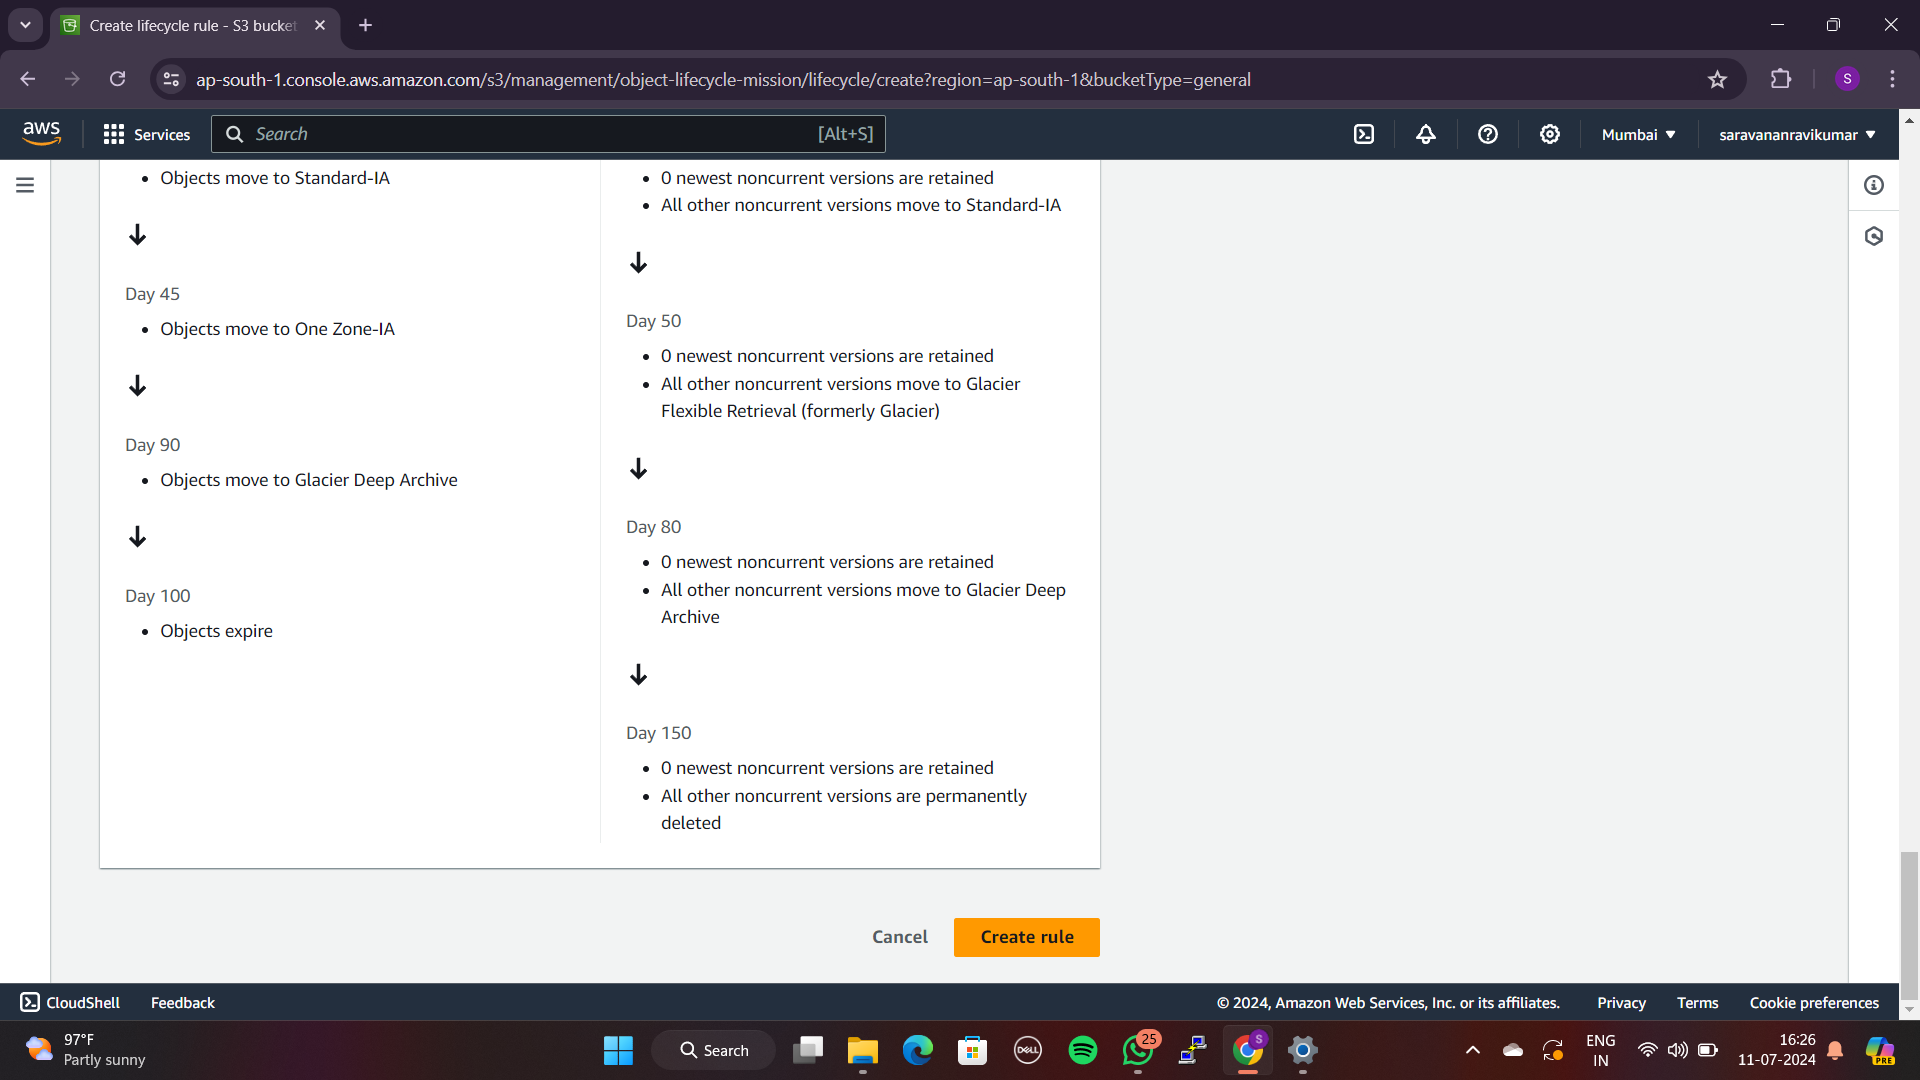 Create lifecycle rule - S3 bucket
ap-south-1.console.aws.amazon.com/s3/management/object-lifecycle-mission/lifecycle/create?region=ap-south-1&bucketType=general
S
aws
Services
Search
[Alt+S]
Mumbai
saravananravikumar
Objects move to Standard-IA
Day 45
Objects move to One Zone-IA
Day 90
Objects move to Glacier Deep Archive
Day 100
Objects expire
0 newest noncurrent versions are retained
All other noncurrent versions move to Standard-IA
Day 50
0 newest noncurrent versions are retained
All other noncurrent versions move to Glacier
Flexible Retrieval (formerly Glacier)
Day 80
0 newest noncurrent versions are retained
All other noncurrent versions move to Glacier Deep
Archive
Day 150
0 newest noncurrent versions are retained
All other noncurrent versions are permanently
deleted
Cancel
Create rule
CloudShell
Feedback
© 2024, Amazon Web Services, Inc. or its affiliates.
Privacy
Terms
Cookie preferences
97°F
Partly sunny
Search
DELL
25
S
ENG
IN
16:26
11-07-2024
PRE